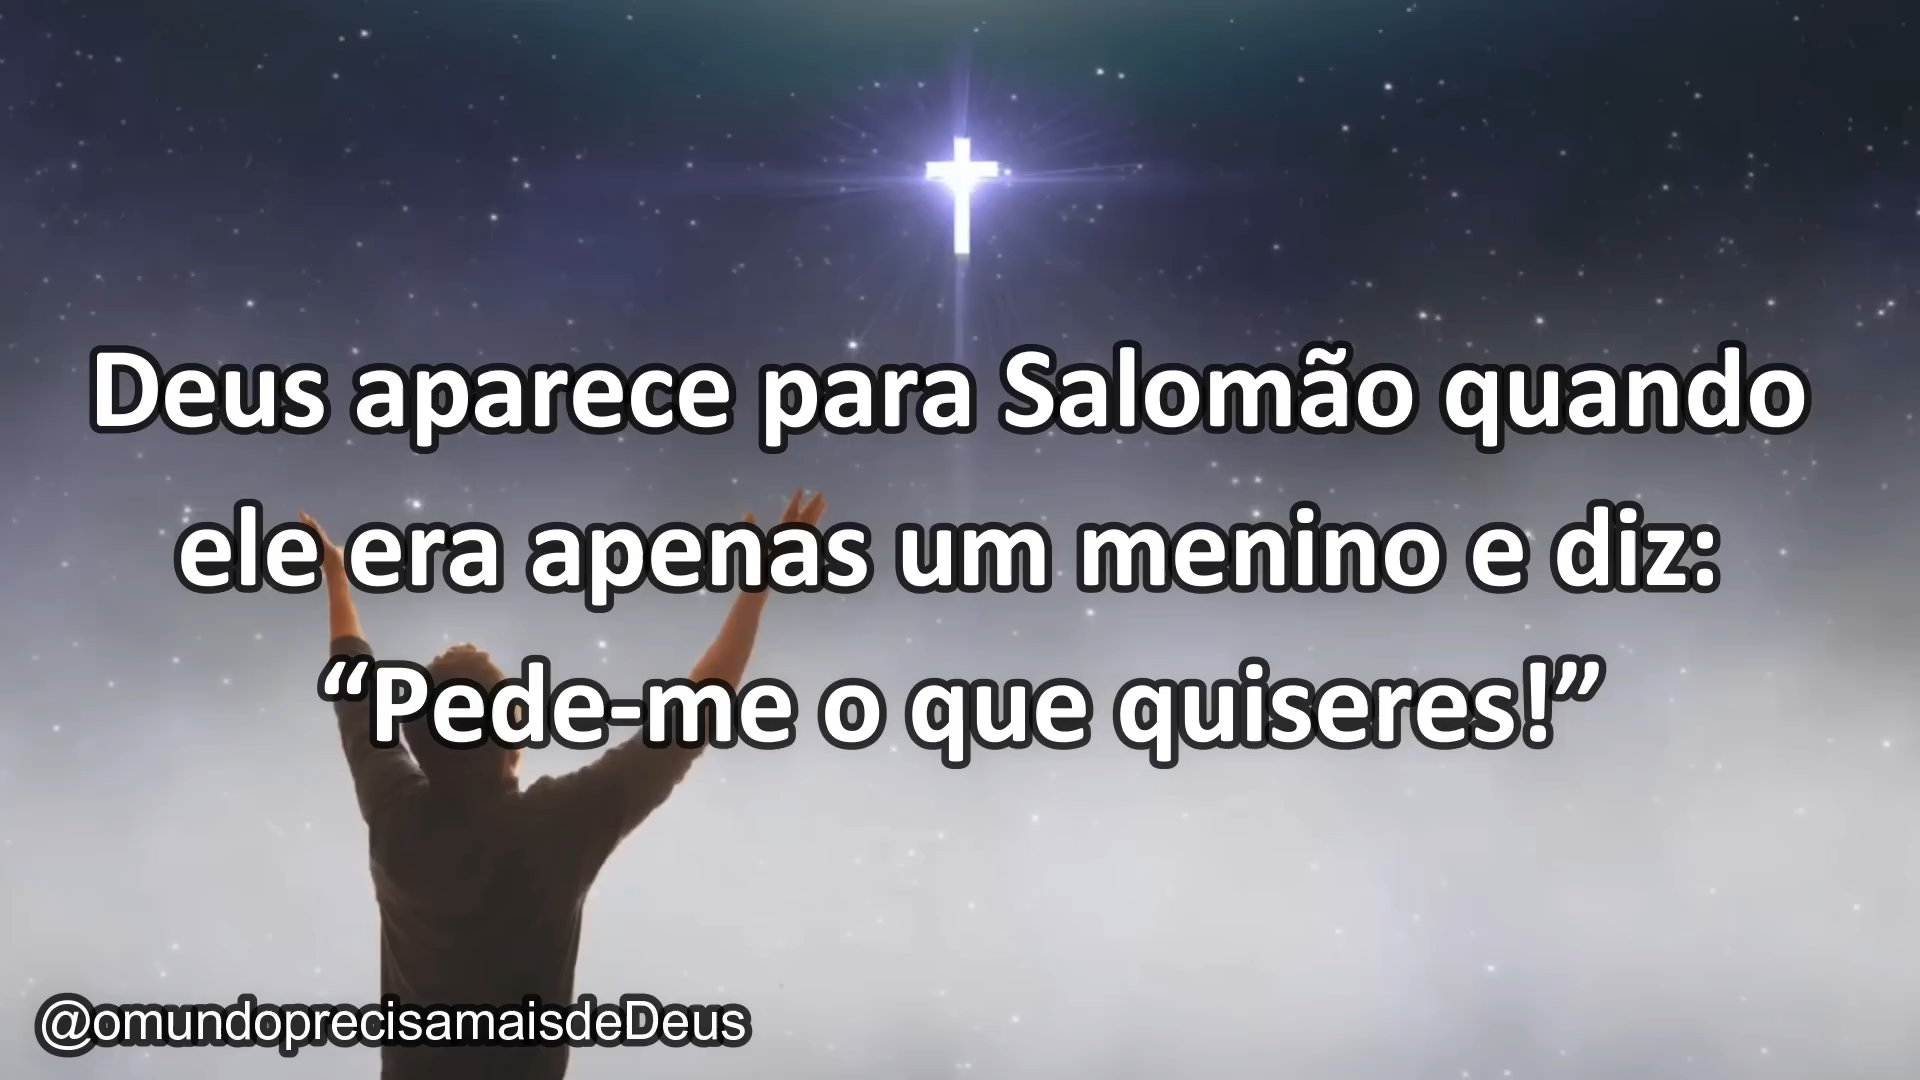 Deus aparece para Salomão quando
ele era apenas um menino e diz:
“Pede-me o que quiseres!”
@omundoprecisamaisdeDeus